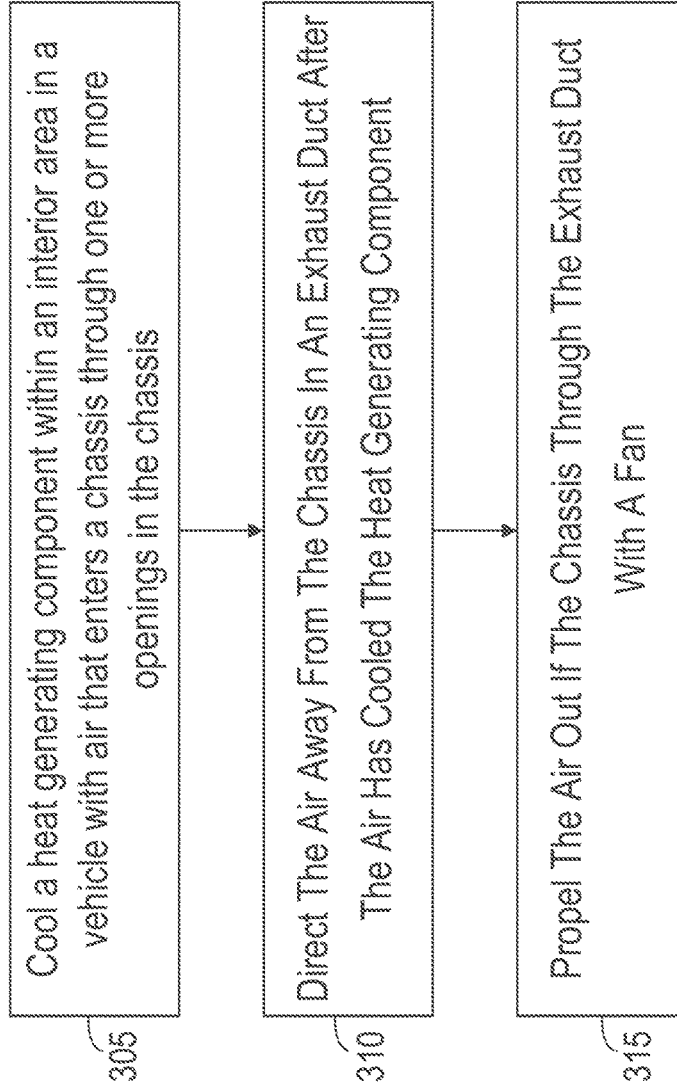 Cool a heat generating component within an interior area in a
vehicle with air that enters a chassis through one or more
openings in the chassis
305
Direct The Air Away From The Chassis In An Exhaust Duct After
The Air Has Cooled The Heat Generating Component
310
Propel The Air Out If The Chassis Through The Exhaust Duct
With A Fan
315